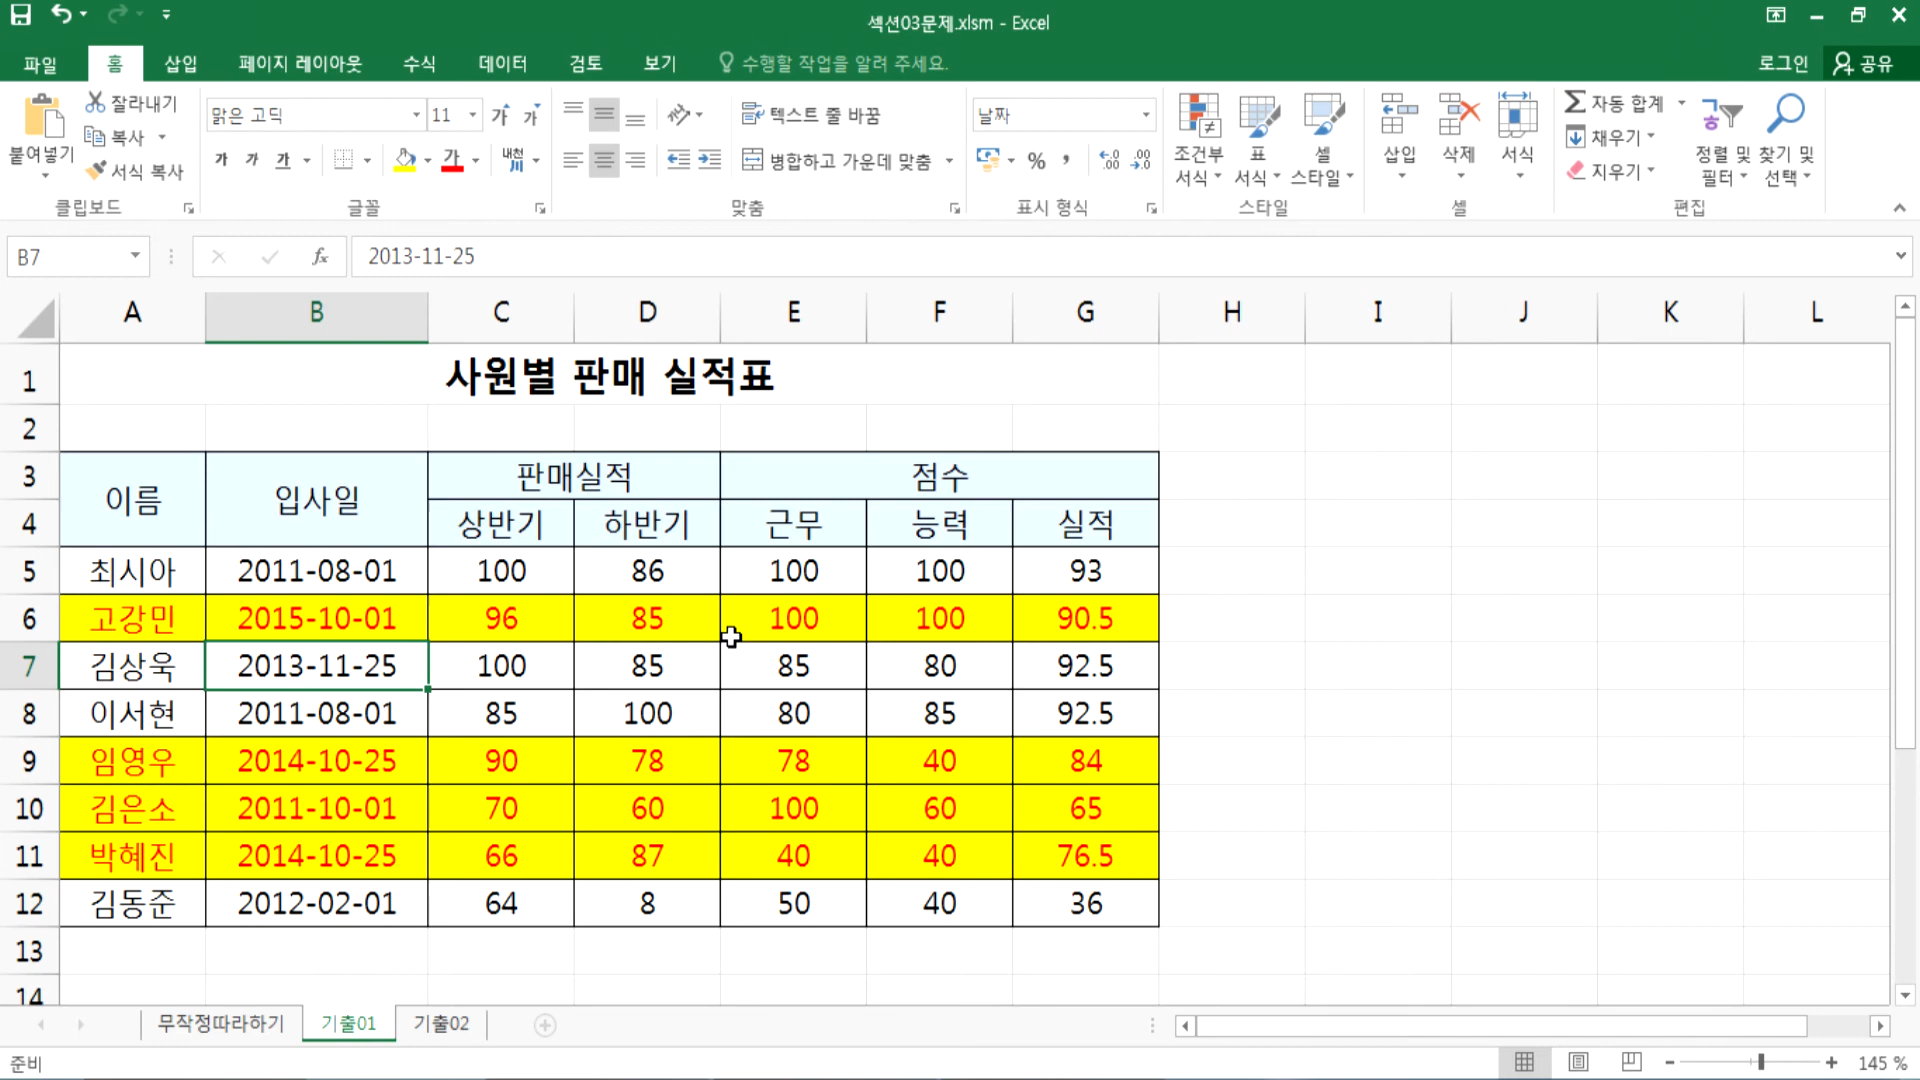 섹션03문제.xlsm - Excel
파일 홈 삽입 페이지 레이아웃 수식 데이터 검토 보기 수행할 작업을 알려 주세요. 로그인 공유
붙여넣기 잘라내기 복사 서식 복사 클립보드
맑은 고딕 11 가 가 가 가 가 가 내천 川 글꼴
텍스트 줄 바꿈 병합하고 가운데 맞춤 맞춤
날짜 % , .00 .00 표시 형식
조건부 서식 표 서식 셀 스타일 스타일
삽입 삭제 서식 셀
자동 합계 채우기 지우기 정렬 및 필터 찾기 및 선택 편집
B7 fx 2013-11-25
A B C D E F G H I J K L
1 사원별 판매 실적표
2
3 이름 입사일 판매실적 점수
4 상반기 하반기 근무 능력 실적
5 최시아 2011-08-01 100 86 100 100 93
6 고강민 2015-10-01 96 85 100 100 90.5
7 김상욱 2013-11-25 100 85 85 80 92.5
8 이서현 2011-08-01 85 100 80 85 92.5
9 임영우 2014-10-25 90 78 78 40 84
10 김은소 2011-10-01 70 60 100 60 65
11 박혜진 2014-10-25 66 87 40 40 76.5
12 김동준 2012-02-01 64 8 50 40 36
13
14
무작정따라하기 기출01 기출02
준비 145 %